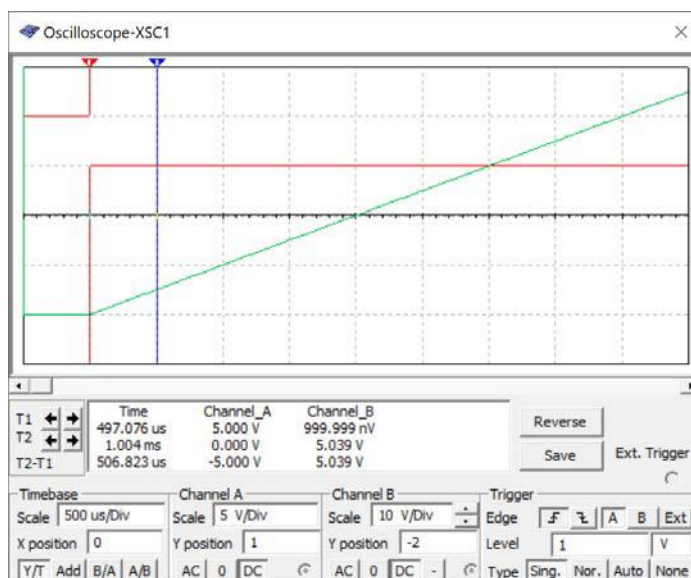 Oscilloscope-XSC1
T1
T2
T2-T1
Time Channel_A Channel_B
497.076 us 5.000 V 999.999 nV
1.004 ms 0.000 V 5.039 V
506.823 us -5.000 V 5.039 V
Reverse
Save
Ext. Trigger
Timebase
Scale 500 us/Div
X position 0
Y/T Add B/A A/B
Channel A
Scale 5 V/Div
Y position 1
AC 0 DC
Channel B
Scale 10 V/Div
Y position -2
AC 0 DC -
Trigger
Edge A B Ext
Level 1 V
Type Sing. Nor. Auto None